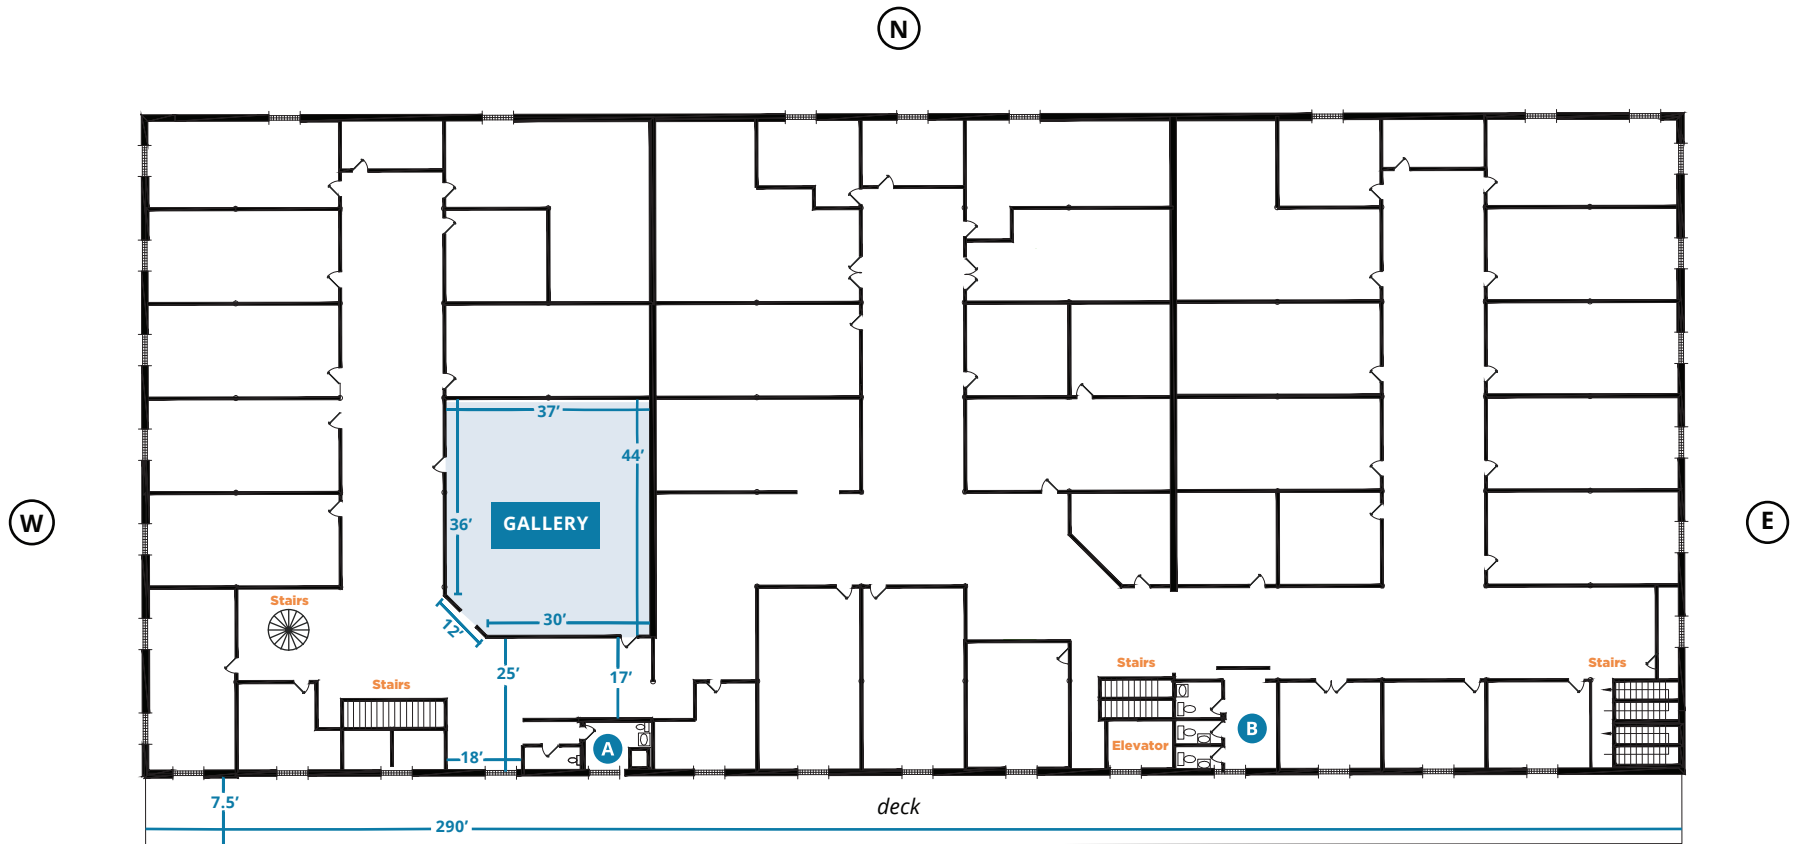 N
37’
44’
W
36’
GALLERY
E
Stairs
12’
30’
25’
17’
Stairs
Stairs
Stairs
18’
A
B
Elevator
7.5’
deck
290’